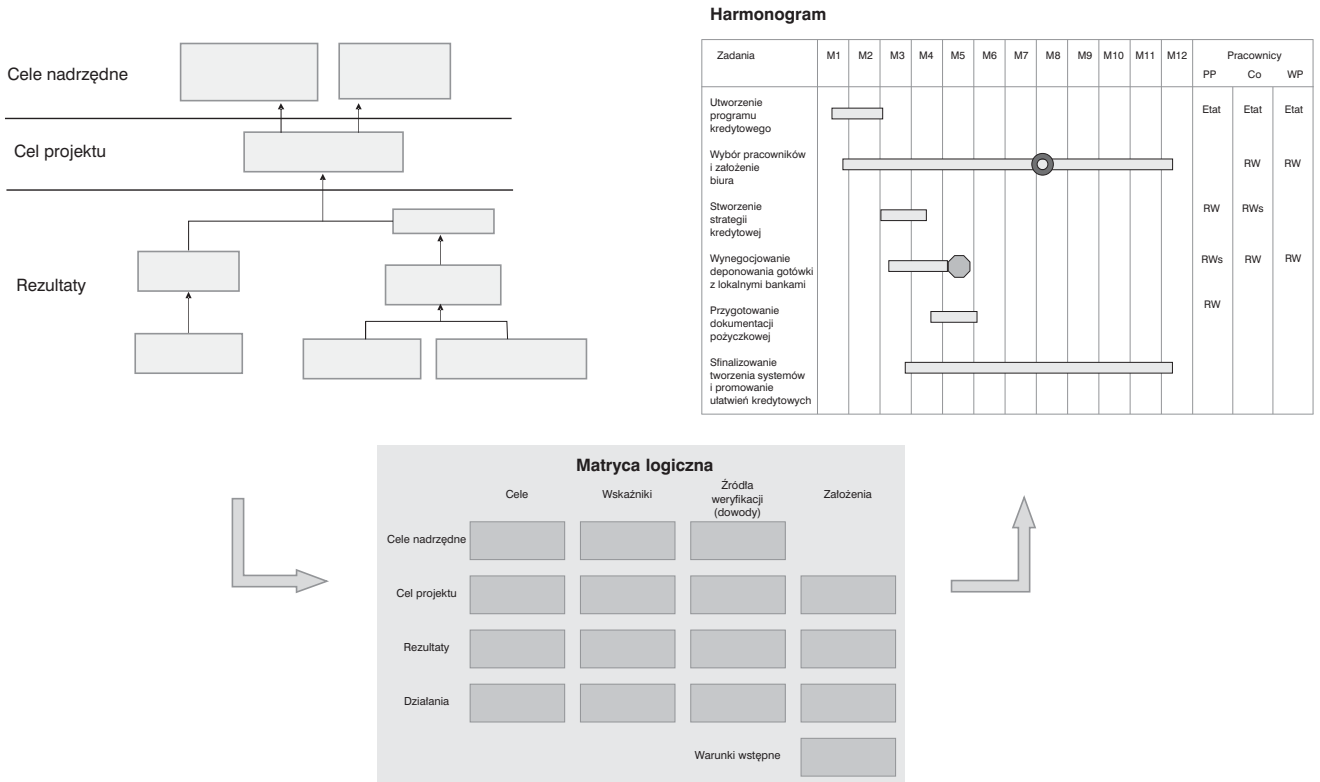 Harmonogram
Cele nadrzędne
Cel projektu
Rezultaty
Zadania M1 M2 M3 M4 M5 M6 M7 M8 M9 M10 M11 M12 Pracownicy
PP Co WP
Utworzenie
programu
kredytowego
Etat Etat Etat
Wybór pracowników
i założenie
biura
RW RW
Stworzenie
strategii
kredytowej
RW RWs
Wynegocjowanie
deponowania gotówki
z lokalnymi bankami
RWs RW RW
Przygotowanie
dokumentacji
pożyczkowej
RW
Sfinalizowanie
tworzenia systemów
i promowanie
ułatwień kredytowych
Matryca logiczna
Cele Wskaźniki Źródła
weryfikacji
(dowody)
Założenia
Cele nadrzędne
Cel projektu
Rezultaty
Działania
Warunki wstępne